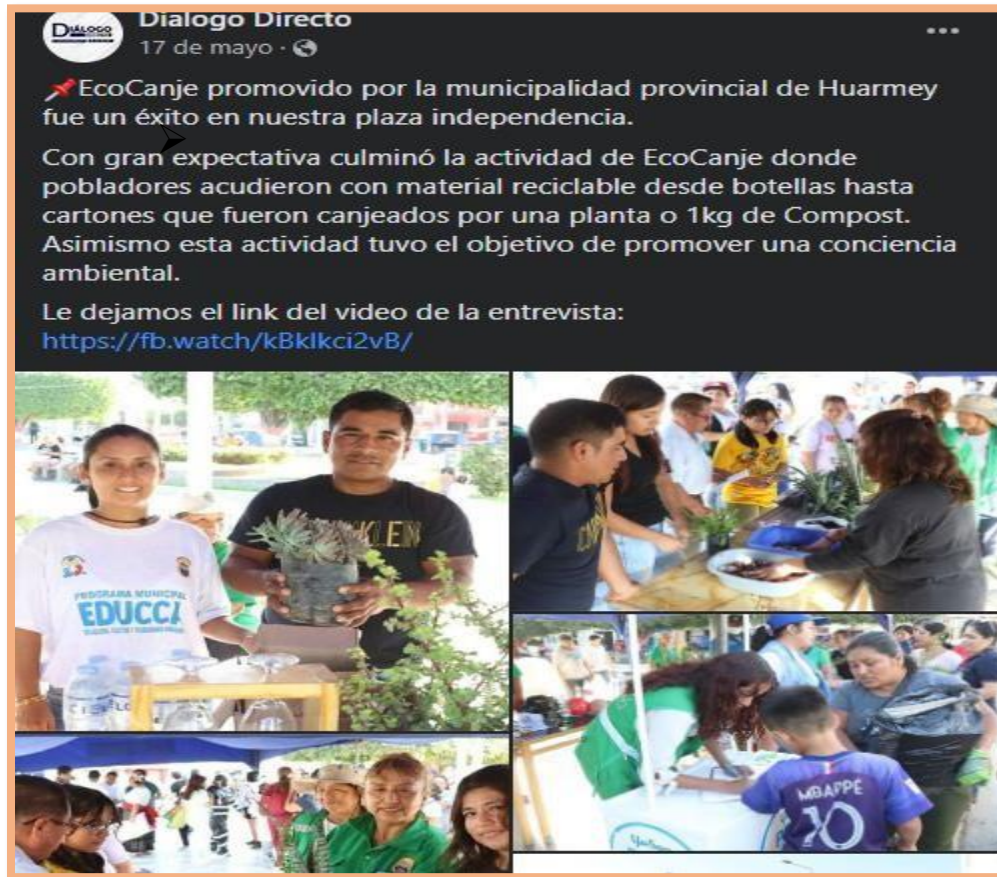 DIÁLOGO
Dialogo Directo
17 de mayo ·
EcoCanje promovido por la municipalidad provincial de Huarmey
fue un éxito en nuestra plaza independencia.
Con gran expectativa culminó la actividad de EcoCanje donde
pobladores acudieron con material reciclable desde botellas hasta
cartones que fueron canjeados por una planta o 1kg de Compost.
Asimismo esta actividad tuvo el objetivo de promover una conciencia
ambiental.
Le dejamos el link del video de la entrevista:
https://fb.watch/kBklkci2vB/
KLEIN
PROGRAMA MUNICIPAL
EDUCCA
CIELO
MBAPPÉ
10